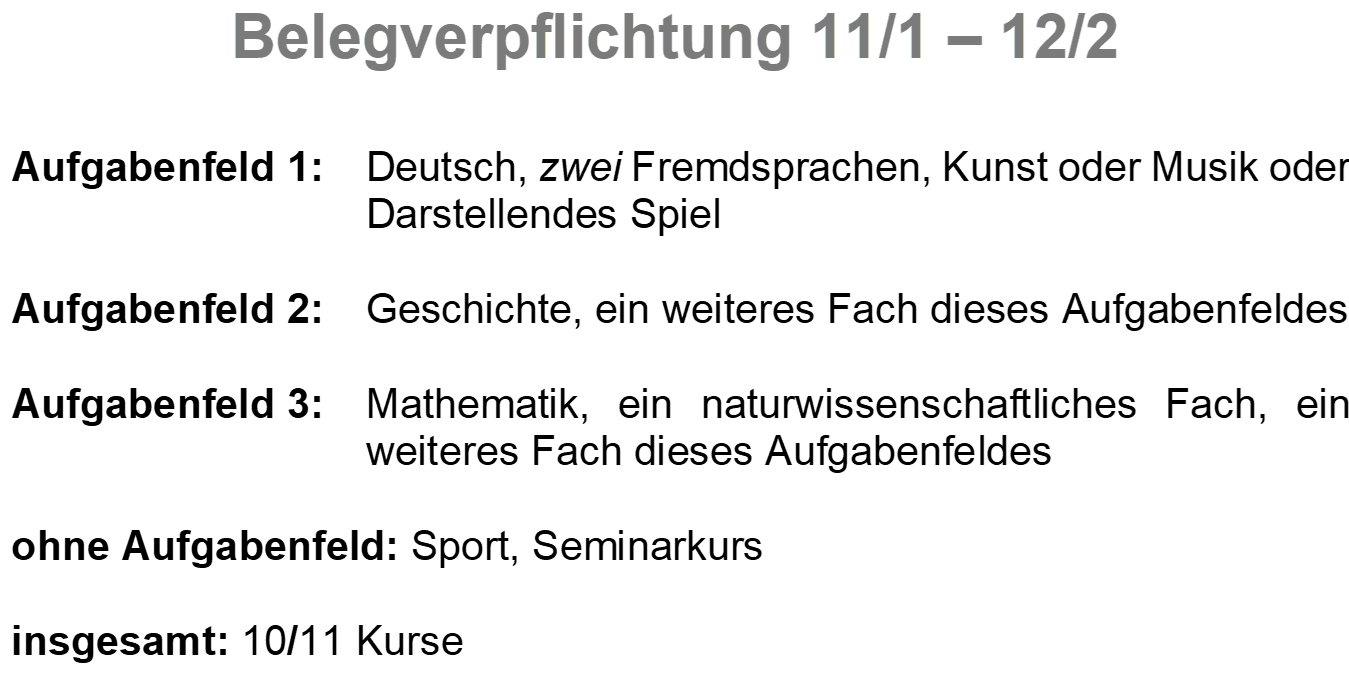 Belegverpflichtung 11/1 – 12/2
Aufgabenfeld 1: Deutsch, zwei Fremdsprachen, Kunst oder Musik oder
Darstellendes Spiel
Aufgabenfeld 2: Geschichte, ein weiteres Fach dieses Aufgabenfeldes
Aufgabenfeld 3: Mathematik, ein naturwissenschaftliches Fach, ein
weiteres Fach dieses Aufgabenfeldes
ohne Aufgabenfeld: Sport, Seminarkurs
insgesamt: 10/11 Kurse